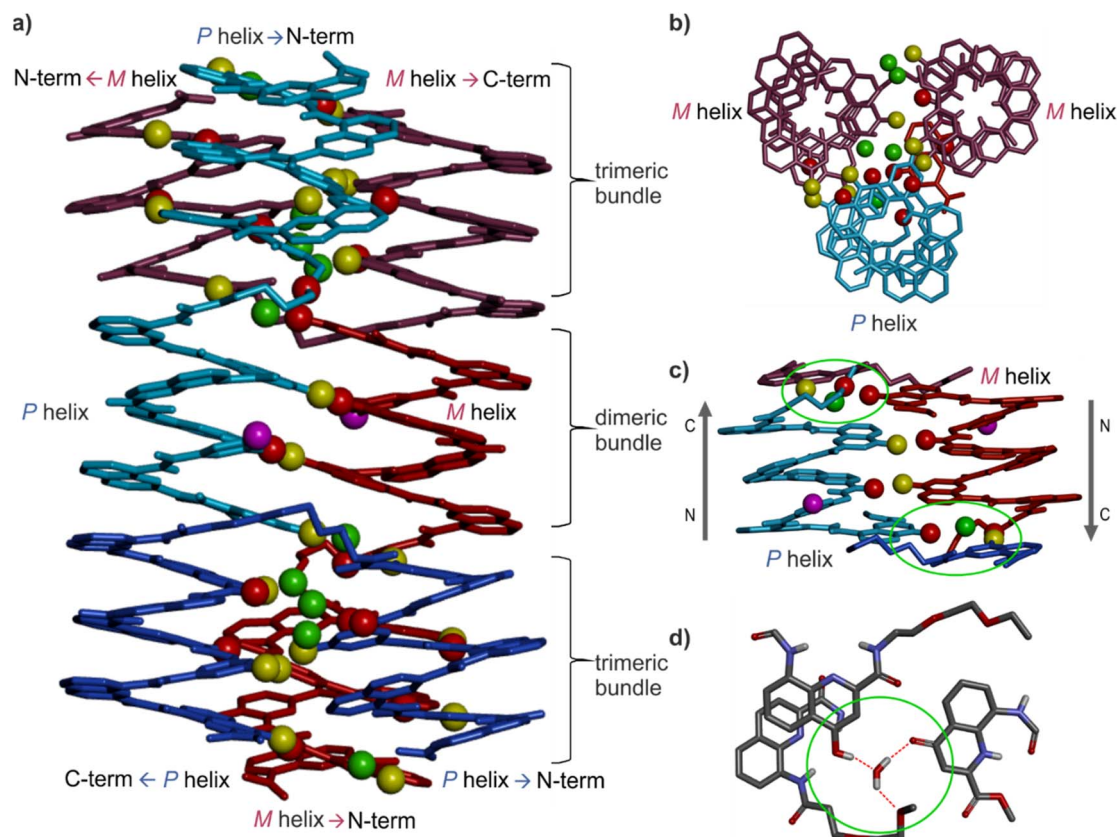 a)
P helix→N-term
N-term ← M helix
M helix → C-term
trimeric
bundle
P helix
M helix
dimeric
bundle
trimeric
bundle
C-term ← P helix
P helix → N-term
M helix→N-term
b)
M helix
M helix
P helix
c)
M helix
C
N
N
C
P helix
d)